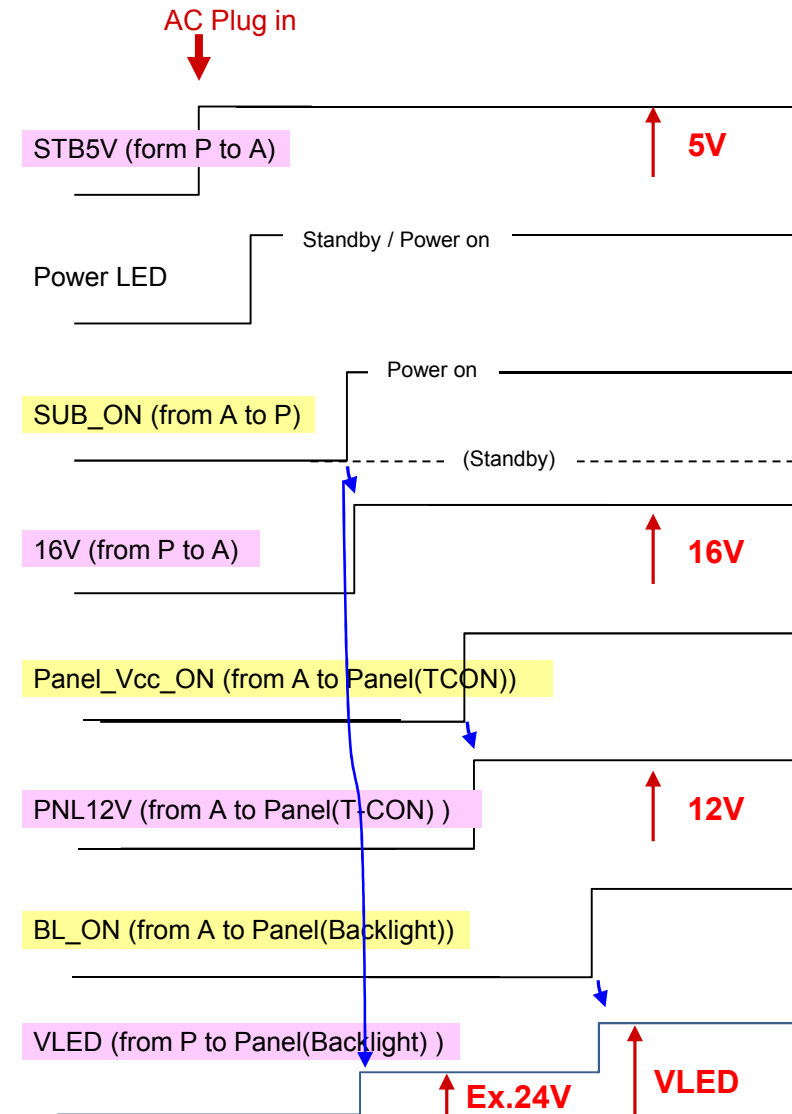 AC Plug in
STB5V (form P to A)
5V
Standby / Power on
Power LED
Power on
SUB_ON (from A to P)
(Standby)
16V (from P to A)
16V
Panel_Vcc_ON (from A to Panel(TCON))
PNL12V (from A to Panel(T-CON) )
12V
BL_ON (from A to Panel(Backlight))
VLED (from P to Panel(Backlight) )
Ex.24V
VLED